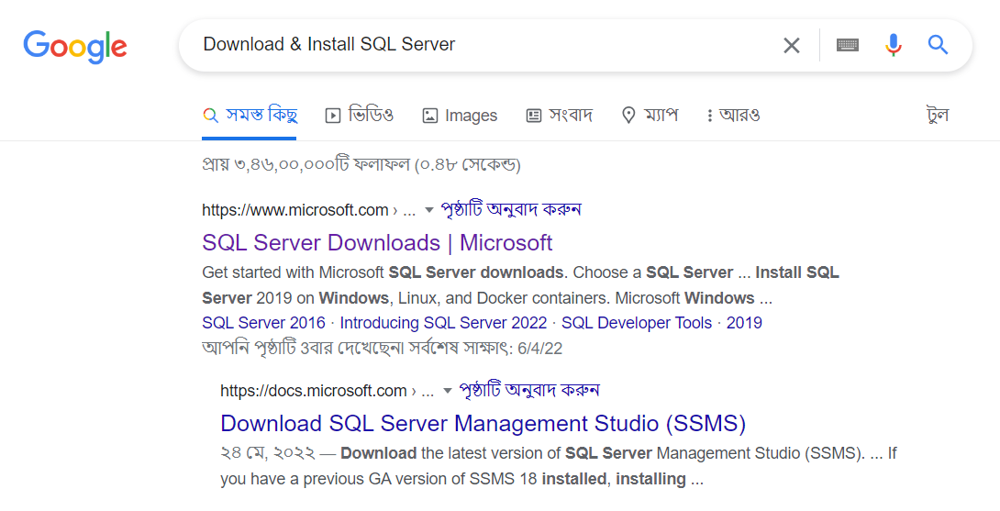 Google
Download & Install SQL Server
সমস্ত কিছু ভিডিও Images সংবাদ ম্যাপ আরও টুল
প্রায় ৩,৪৬,০০,০০০টি ফলাফল (০.৪৮ সেকেন্ড)
https://www.microsoft.com › ... পৃষ্ঠাটি অনুবাদ করুন
SQL Server Downloads | Microsoft
Get started with Microsoft SQL Server downloads. Choose a SQL Server ... Install SQL
Server 2019 on Windows, Linux, and Docker containers. Microsoft Windows ...
SQL Server 2016 · Introducing SQL Server 2022 · SQL Developer Tools · 2019
আপনি পৃষ্ঠাটি 3বার দেখেছেন৷ সর্বশেষ সাক্ষাৎ: 6/4/22
https://docs.microsoft.com › ... পৃষ্ঠাটি অনুবাদ করুন
Download SQL Server Management Studio (SSMS)
২৪ মে, ২০২২ — Download the latest version of SQL Server Management Studio (SSMS). ... If
you have a previous GA version of SSMS 18 installed, installing ...